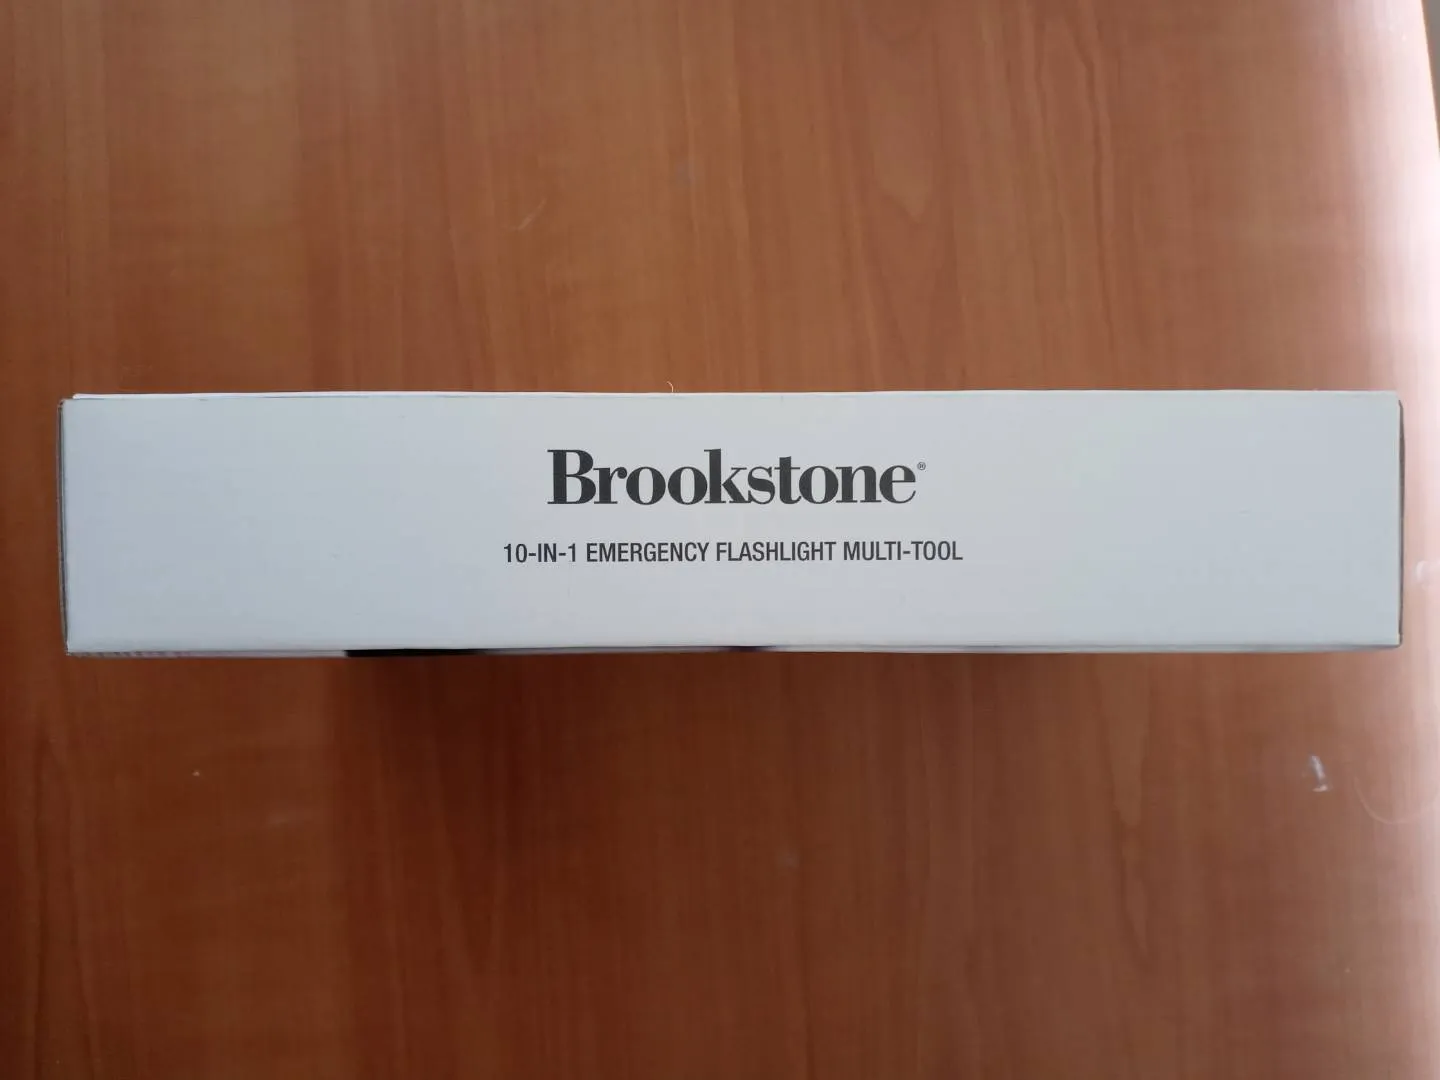 Brookstone®
10-IN-1 EMERGENCY FLASHLIGHT MULTI-TOOL